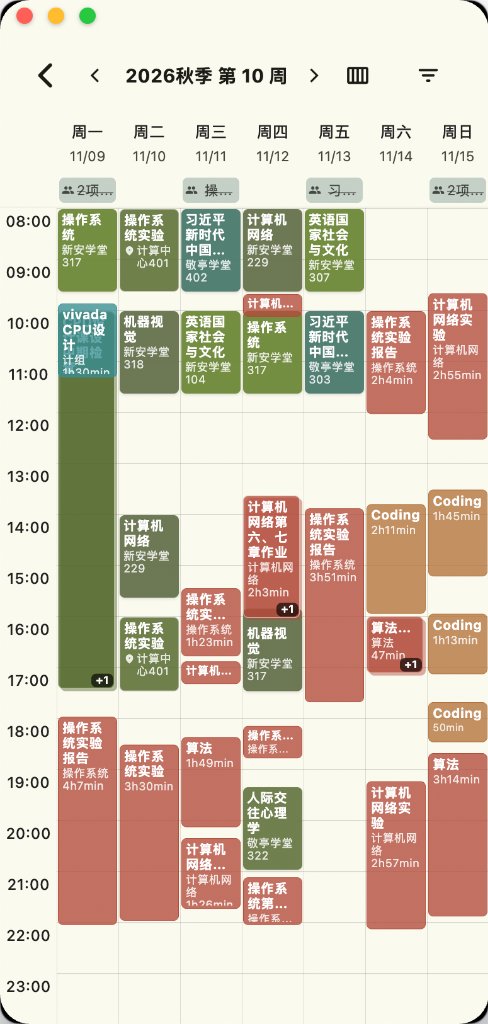 2026秋季 第 10 周
周一
11/09
周二
11/10
周三
11/11
周四
11/12
周五
11/13
周六
11/14
周日
11/15
2项...
操...
习...
2项...
08:00
09:00
10:00
11:00
12:00
13:00
14:00
15:00
16:00
17:00
18:00
19:00
20:00
21:00
22:00
23:00
操作系
统
新安学堂
317
vivada
CPU设
计
计组
1h30min
+1
操作系
统实验
报告
操作系统
4h7min
操作系
统实验
计算中
心401
机器视
觉
新安学堂
318
计算机
网络
新安学堂
229
操作系
统实验
计算中
心401
操作系
统实验
3h30min
习近平
新时代
中国...
敬亭学堂
402
英语国
家社会
与文化
新安学堂
104
操作系
统实...
操作系统
1h23min
计算机...
算法
1h49min
计算机
网络...
计算机网
络
1h26min
计算机
网络
新安学堂
229
计算机...
操作系
统
新安学堂
317
计算机
网络第
六、七
章作业
计算机网
络
2h3min
+1
机器视
觉
新安学堂
317
操作系...
操作系...
人际交
往心理
学
敬亭学堂
322
操作系
统第...
操作系...
英语国
家社会
与文化
新安学堂
307
习近平
新时代
中国...
敬亭学堂
303
操作系
统实验
报告
操作系统
3h51min
操作系
统实验
报告
操作系统
2h4min
Coding
2h11min
算法...
算法
47min
+1
计算机
网络实
验
计算机网
络
2h57min
计算机
网络实
验
计算机网
络
2h55min
Coding
1h45min
Coding
1h13min
Coding
50min
算法
3h14min